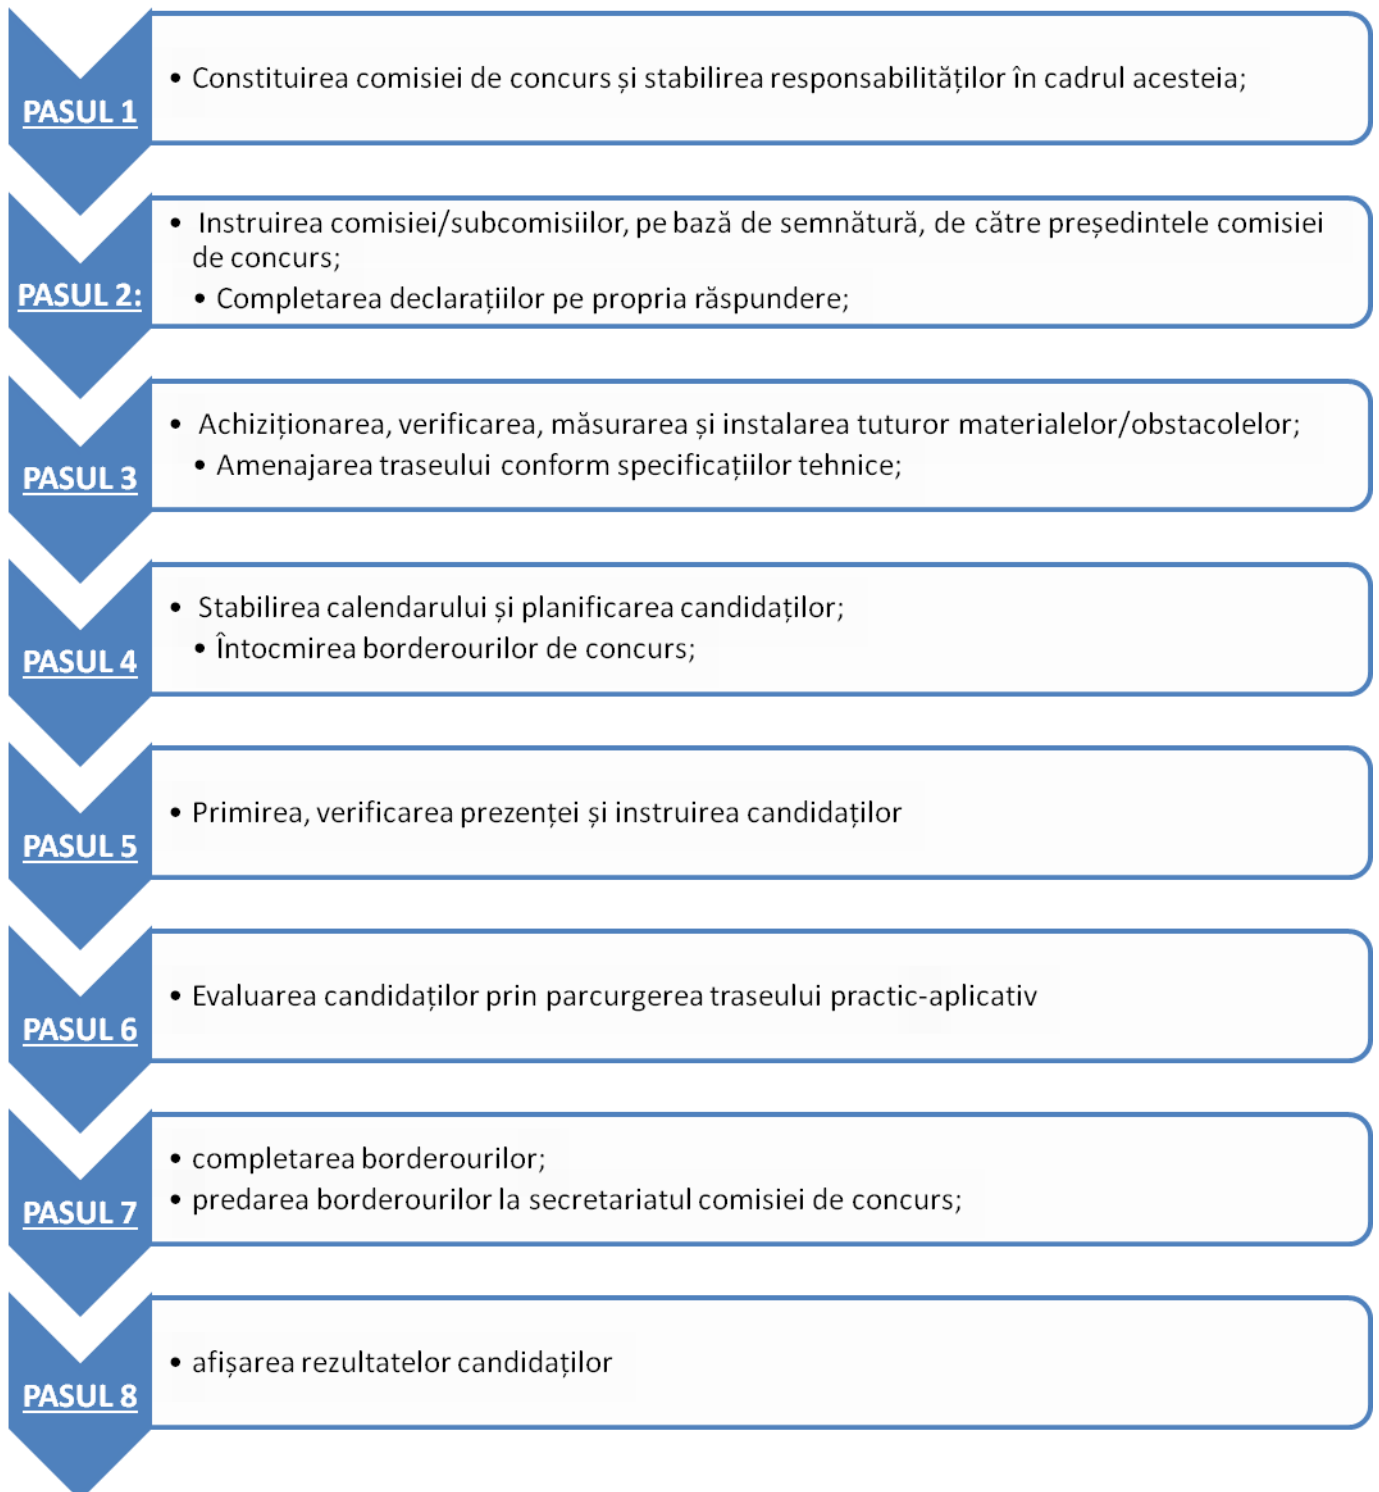 PASUL 1
• Constituirea comisiei de concurs și stabilirea responsabilităților în cadrul acesteia;
PASUL 2:
• Instruirea comisiei/subcomisiilor, pe bază de semnătură, de către președintele comisiei
de concurs;
• Completarea declarațiilor pe propria răspundere;
PASUL 3
• Achiziționarea, verificarea, măsurarea și instalarea tuturor materialelor/obstacolelor;
• Amenajarea traseului conform specificațiilor tehnice;
PASUL 4
• Stabilirea calendarului și planificarea candidaților;
• Întocmirea borderourilor de concurs;
PASUL 5
• Primirea, verificarea prezenței și instruirea candidaților
PASUL 6
• Evaluarea candidaților prin parcurgerea traseului practic-aplicativ
PASUL 7
• completarea borderourilor;
• predarea borderourilor la secretariatul comisiei de concurs;
PASUL 8
• afișarea rezultatelor candidaților